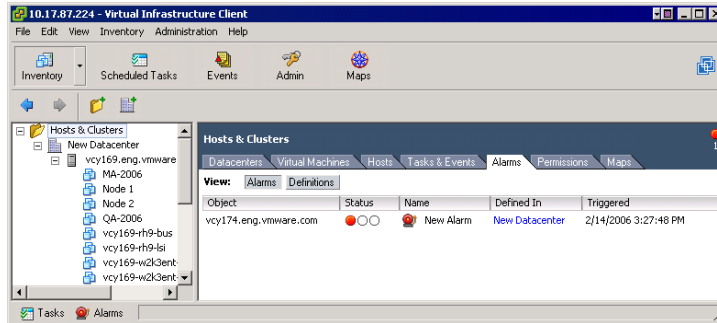 10.17.87.224 - Virtual Infrastructure Client
File Edit View Inventory Administration Help
Inventory Scheduled Tasks Events Admin Maps
Hosts & Clusters
New Datacenter
vcy169.eng.vmware
MA-2006
Node 1
Node 2
QA-2006
vcy169-rh9-bus
vcy169-rh9-lsi
vcy169-w2k3ent-
vcy169-w2k3ent-
Hosts & Clusters
1
Datacenters Virtual Machines Hosts Tasks & Events Alarms Permissions Maps
View: Alarms Definitions
Object Status Name Defined In Triggered
vcy174.eng.vmware.com New Alarm New Datacenter 2/14/2006 3:27:48 PM
Tasks Alarms